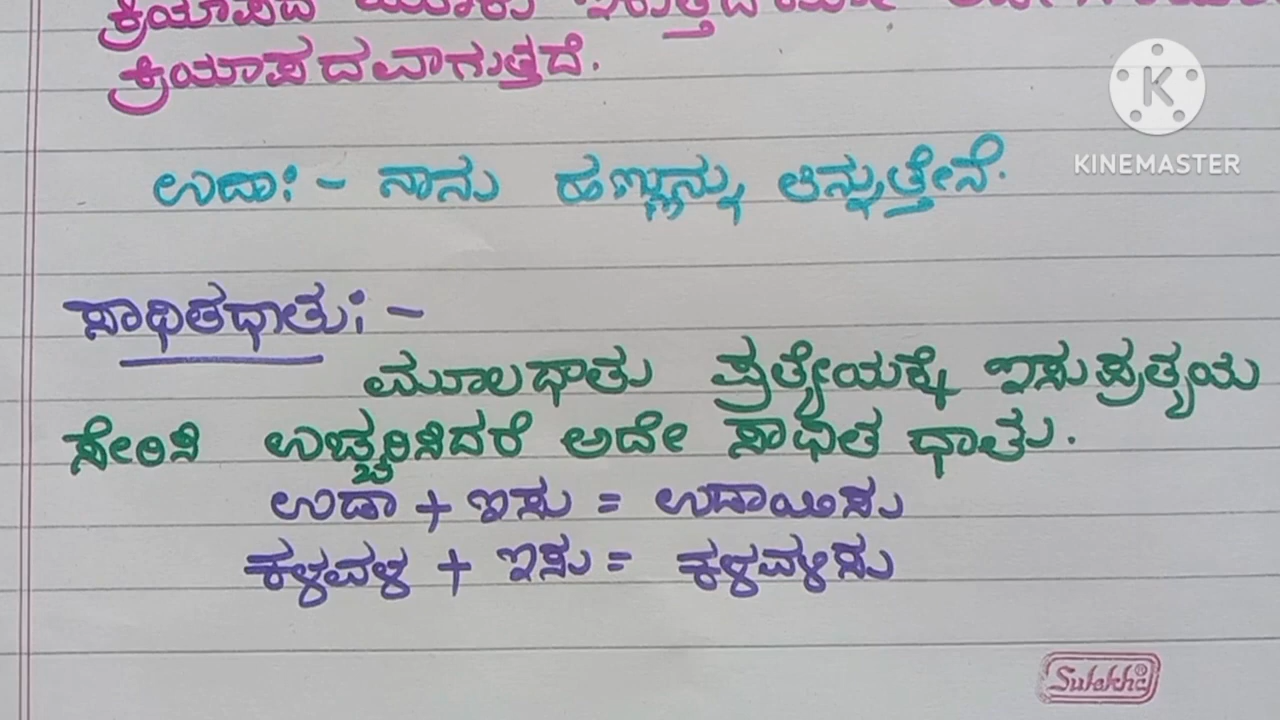 ಕ್ರಿಯಾಪದ
ಕ್ರಿಯಾಪದವಾಗುತ್ತದೆ.
K
KINEMASTER
ಉದಾ:- ನಾನು ಹಣ್ಣನ್ನು ತಿನ್ನುತ್ತೇನೆ.
ಸಾಧಿತಧಾತು:-
ಮೂಲಧಾತು ಪ್ರತ್ಯೇಯಕ್ಕೆ ಇಸುಪ್ರತ್ಯಯ
ಸೇರಿಸಿ ಉಚ್ಚರಿಸಿದರೆ ಅದೇ ಸಾಧಿತ ಧಾತು.
ಉದಾ + ಇಸು = ಉದಾಯಿಸು
ಕಳವಳ + ಇಸು = ಕಳವಳಿಸು
Sulekha®